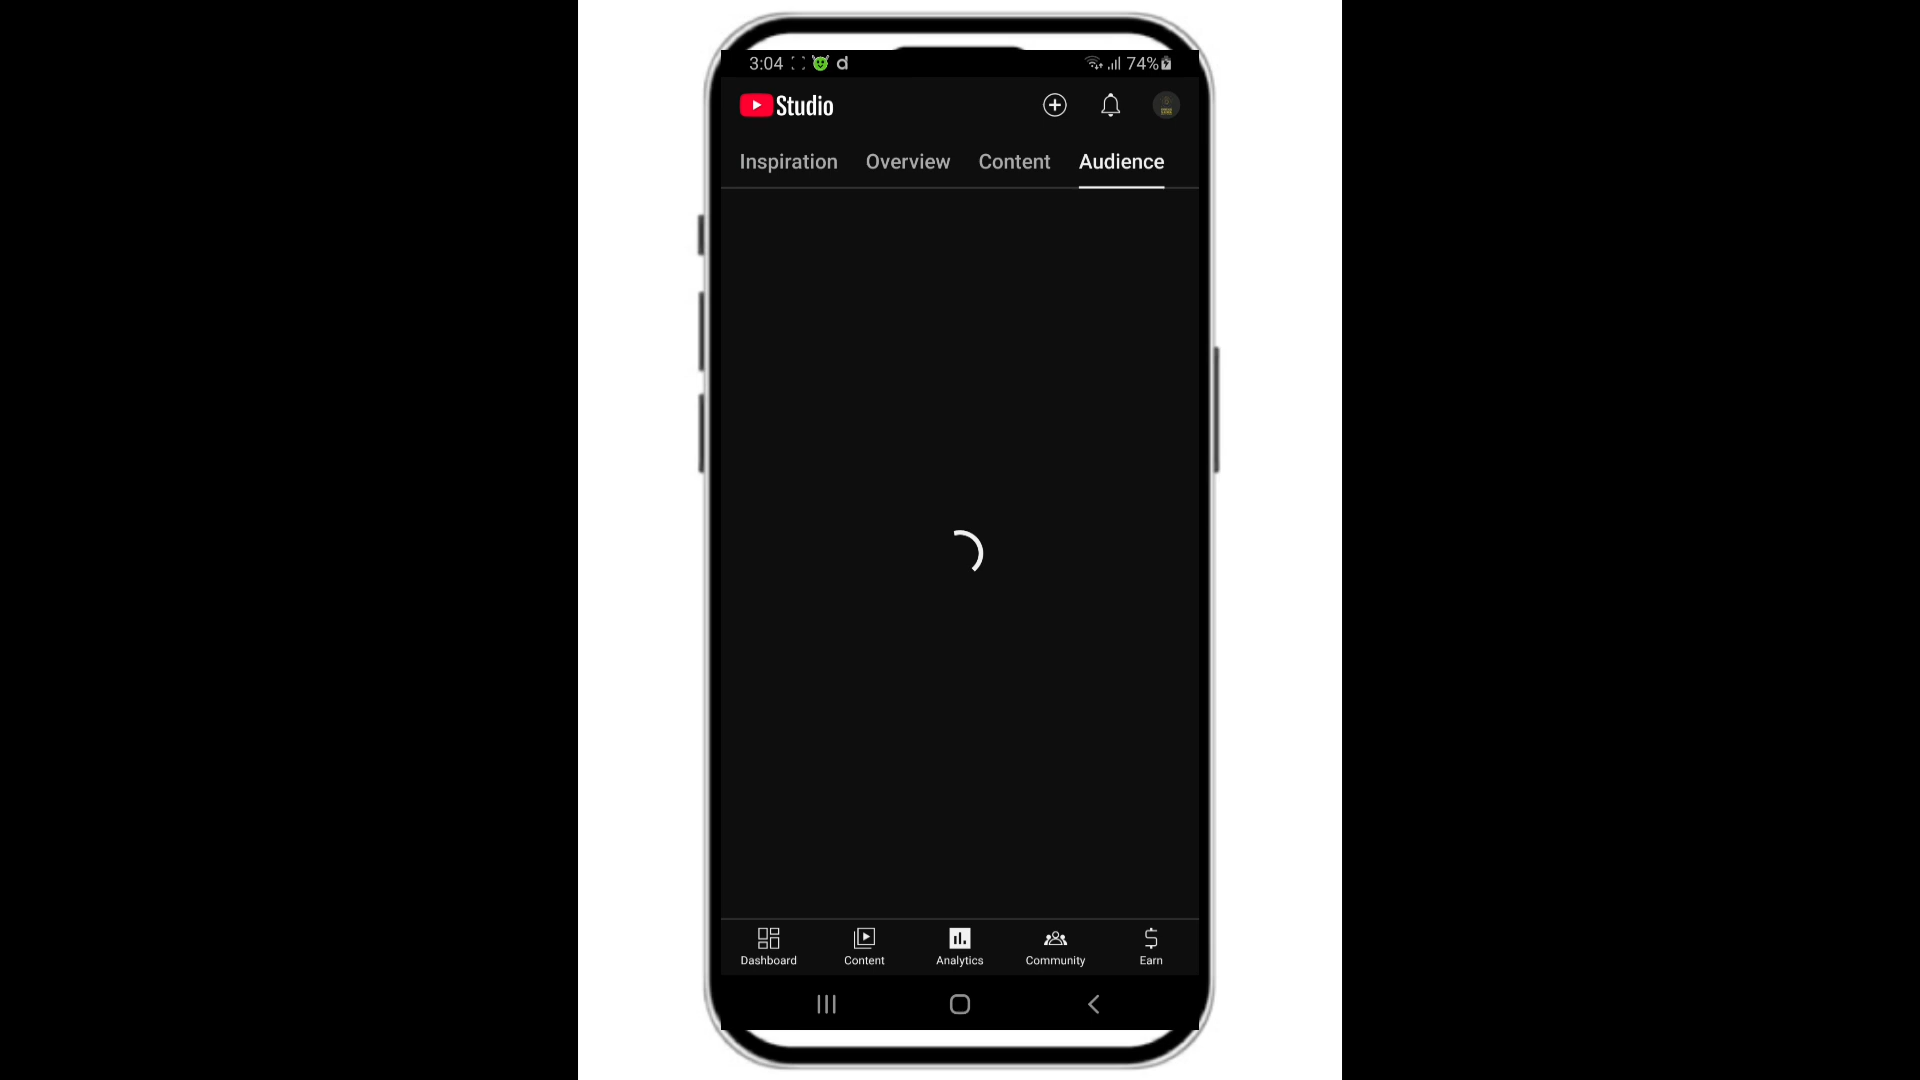 3:04 d 74%
Studio
Inspiration Overview Content Audience
Dashboard Content Analytics Community Earn